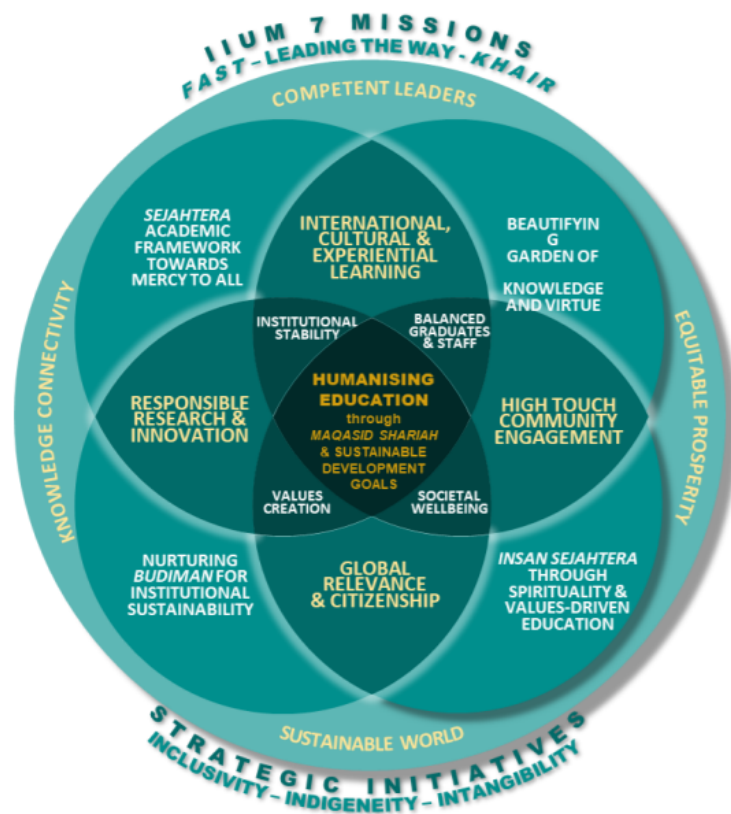 IIUM 7 MISSIONS
FAST – LEADING THE WAY - KHAIR
COMPETENT LEADERS
SEJAHTERA
ACADEMIC
FRAMEWORK
TOWARDS
MERCY TO ALL
INTERNATIONAL,
CULTURAL &
EXPERIENTIAL
LEARNING
BEAUTIFYIN
G
GARDEN OF
KNOWLEDGE
AND VIRTUE
INSTITUTIONAL
STABILITY
BALANCED
GRADUATES
& STAFF
KNOWLEDGE CONNECTIVITY
RESPONSIBLE
RESEARCH &
INNOVATION
HUMANISING
EDUCATION
through
MAQASID SHARIAH
& SUSTAINABLE
DEVELOPMENT
GOALS
HIGH TOUCH
COMMUNITY
ENGAGEMENT
EQUITABLE PROSPERITY
VALUES
CREATION
SOCIETAL
WELLBEING
NURTURING
BUDIMAN FOR
INSTITUTIONAL
SUSTAINABILITY
GLOBAL
RELEVANCE
& CITIZENSHIP
INSAN SEJAHTERA
THROUGH
SPIRITUALITY &
VALUES-DRIVEN
EDUCATION
SUSTAINABLE WORLD
STRATEGIC INITIATIVES
INCLUSIVITY – INDIGENEITY – INTANGIBILITY